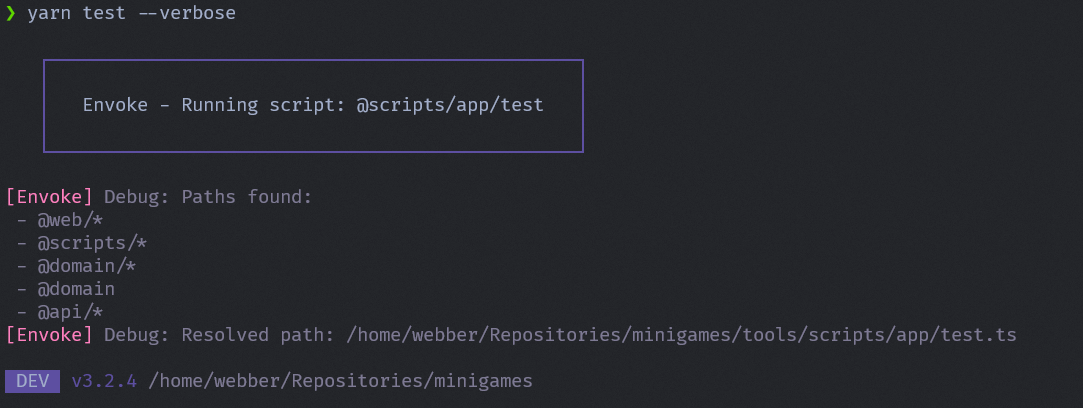 ❯ yarn test --verbose
Envoke - Running script: @scripts/app/test
[Envoke] Debug: Paths found:
- @web/*
- @scripts/*
- @domain/*
- @domain
- @api/*
[Envoke] Debug: Resolved path: /home/webber/Repositories/minigames/tools/scripts/app/test.ts
DEV v3.2.4 /home/webber/Repositories/minigames